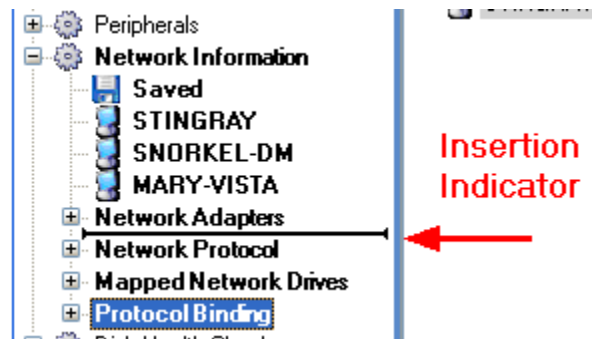 Peripherals
Network Information
Saved
STINGRAY
SNORKEL-DM
MARY-VISTA
Network Adapters
Network Protocol
Mapped Network Drives
Protocol Binding
Insertion
Indicator